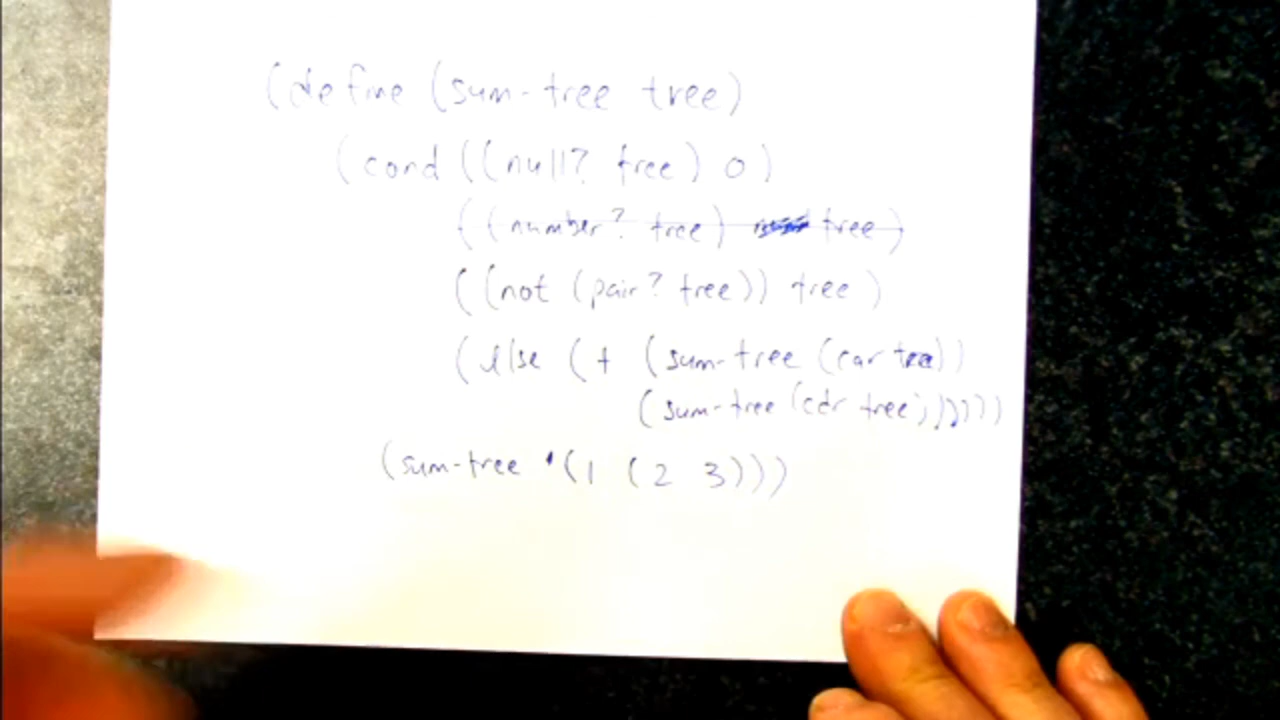 (define (sum-tree tree)
(cond ((null? tree) 0)
((number? tree) tree)
((not (pair? tree)) tree)
(else (+ (sum-tree (car tree))
(sum-tree (cdr tree)))))
(sum-tree '(1 (2 3)))